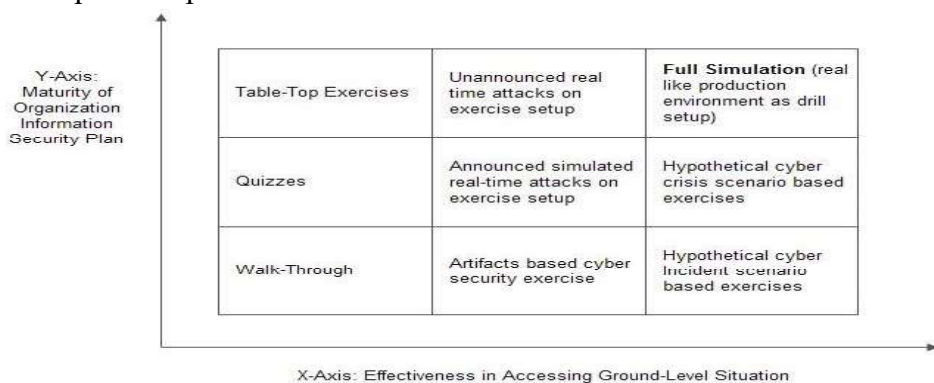 Y-Axis:
Maturity of
Organization
Information
Security Plan
Table-Top Exercises
Unannounced real
time attacks on
exercise setup
Full Simulation (real
like production
environment as drill
setup)
Quizzes
Announced simulated
real-time attacks on
exercise setup
Hypothetical cyber
crisis scenario based
exercises
Walk-Through
Artifacts based cyber
security exercise
Hypothetical cyber
Incident scenario
based exercises
X-Axis: Effectiveness in Accessing Ground-Level Situation